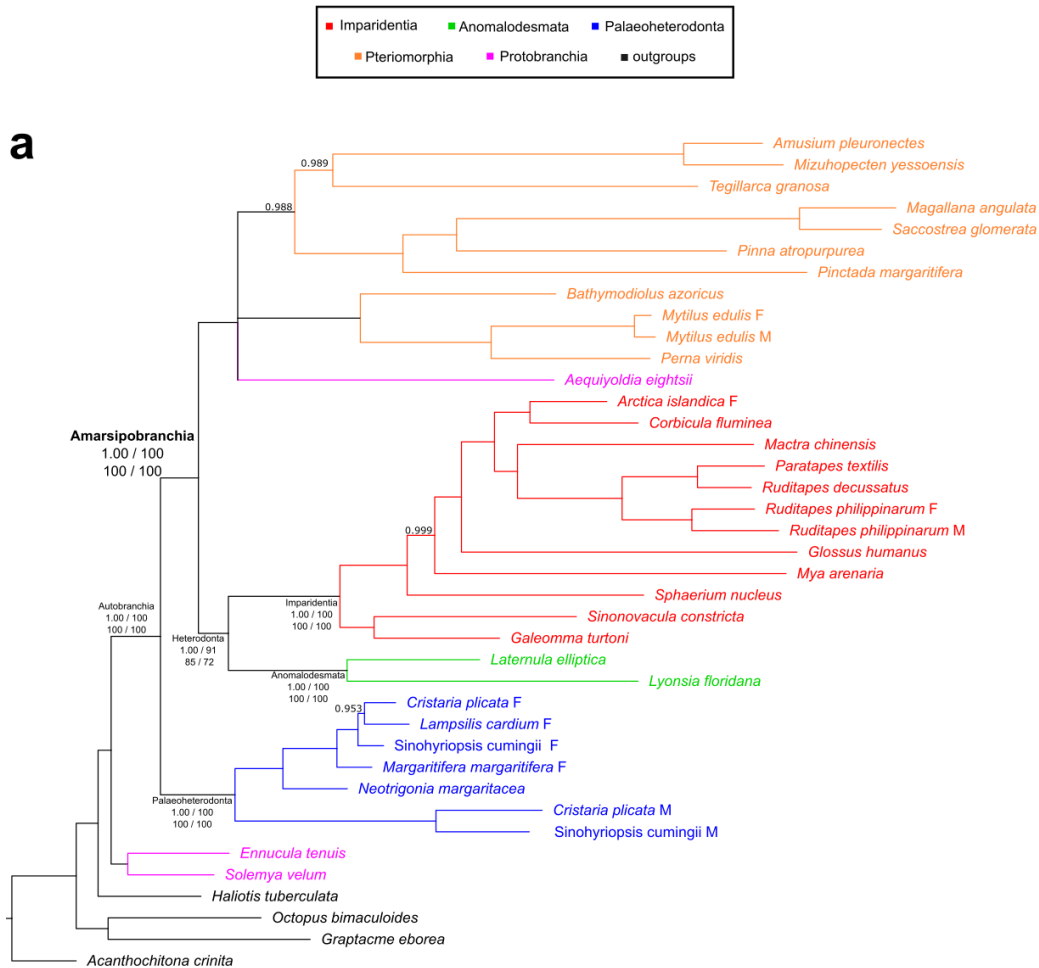 Imparidentia Anomalodesmata Palaeoheterodonta
Pteriomorphia Protobranchia outgroups
a
Amusium pleuronectes
0.989
Mizuhopecten yessoensis
Tegillarca granosa
0.988
Magallana angulata
Saccostrea glomerata
Pinna atropurpurea
Pinctada margaritifera
Bathymodiolus azoricus
Mytilus edulis F
Mytilus edulis M
Perna viridis
Aequiyoldia eightsii
Arctica islandica F
Corbicula fluminea
Amarsipobranchia
1.00 / 100
100 / 100
Mactra chinensis
Paratapes textilis
Ruditapes decussatus
Ruditapes philippinarum F
0.999
Ruditapes philippinarum M
Glossus humanus
Mya arenaria
Sphaerium nucleus
Autobranchia
1.00 / 100
100 / 100
Imparidentia
1.00 / 100
100 / 100
Sinonovacula constricta
Galeomma turtoni
Heterodonta
1.00 / 91
85 / 72
Laternula elliptica
Anomalodesmata
1.00 / 100
100 / 100
Lyonsia floridana
Cristaria plicata F
0.953
Lampsilis cardium F
Sinohyriopsis cumingii F
Margaritifera margaritifera F
Neotrigonia margaritacea
Palaeoheterodonta
1.00 / 100
100 / 100
Cristaria plicata M
Sinohyriopsis cumingii M
Ennucula tenuis
Solemya velum
Haliotis tuberculata
Octopus bimaculoides
Graptacme eborea
Acanthochitona crinita